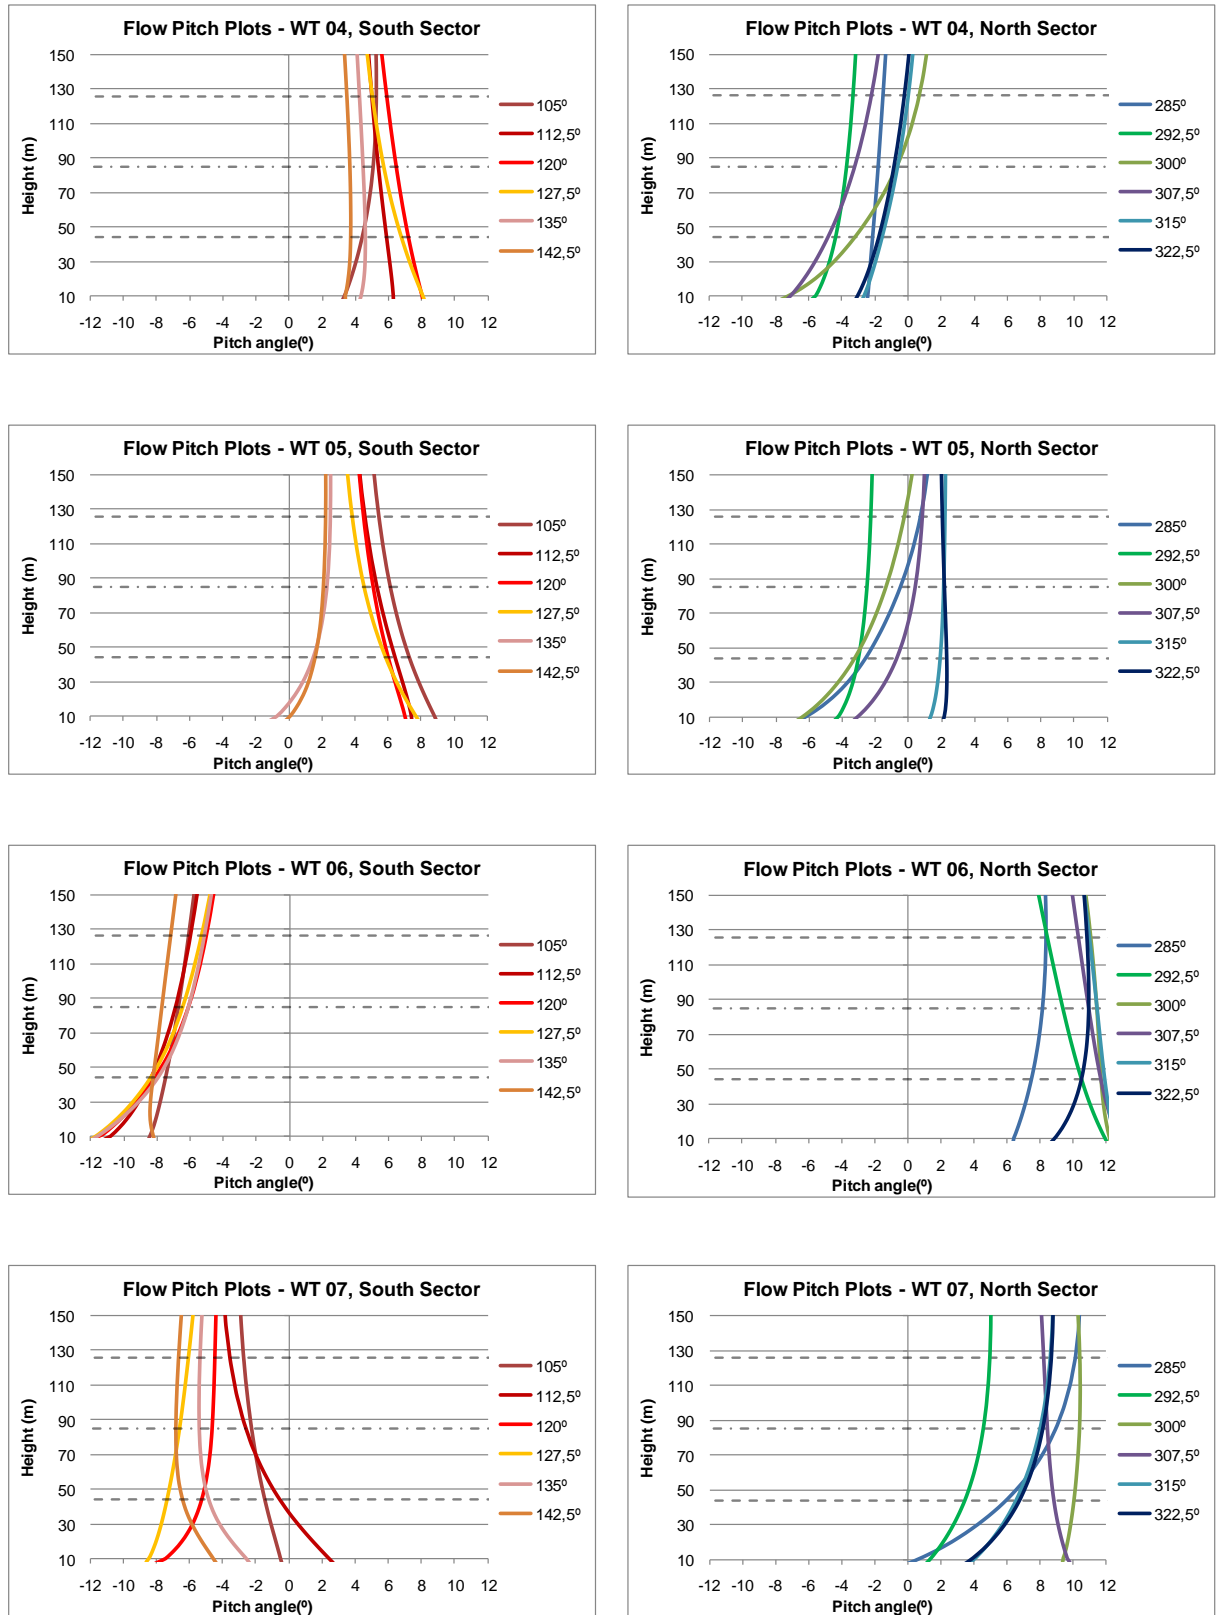 Flow Pitch Plots - WT 04, South Sector
150
130
110
90
70
50
30
10
Height (m)
-12 -10 -8 -6 -4 -2 0 2 4 6 8 10 12
Pitch angle(º)
105º
112,5º
120º
127,5º
135º
142,5º
Flow Pitch Plots - WT 04, North Sector
150
130
110
90
70
50
30
10
Height (m)
-12 -10 -8 -6 -4 -2 0 2 4 6 8 10 12
Pitch angle(º)
285º
292,5º
300º
307,5º
315º
322,5º
Flow Pitch Plots - WT 05, South Sector
150
130
110
90
70
50
30
10
Height (m)
-12 -10 -8 -6 -4 -2 0 2 4 6 8 10 12
Pitch angle(º)
105º
112,5º
120º
127,5º
135º
142,5º
Flow Pitch Plots - WT 05, North Sector
150
130
110
90
70
50
30
10
Height (m)
-12 -10 -8 -6 -4 -2 0 2 4 6 8 10 12
Pitch angle(º)
285º
292,5º
300º
307,5º
315º
322,5º
Flow Pitch Plots - WT 06, South Sector
150
130
110
90
70
50
30
10
Height (m)
-12 -10 -8 -6 -4 -2 0 2 4 6 8 10 12
Pitch angle(º)
105º
112,5º
120º
127,5º
135º
142,5º
Flow Pitch Plots - WT 06, North Sector
150
130
110
90
70
50
30
10
Height (m)
-12 -10 -8 -6 -4 -2 0 2 4 6 8 10 12
Pitch angle(º)
285º
292,5º
300º
307,5º
315º
322,5º
Flow Pitch Plots - WT 07, South Sector
150
130
110
90
70
50
30
10
Height (m)
-12 -10 -8 -6 -4 -2 0 2 4 6 8 10 12
Pitch angle(º)
105º
112,5º
120º
127,5º
135º
142,5º
Flow Pitch Plots - WT 07, North Sector
150
130
110
90
70
50
30
10
Height (m)
-12 -10 -8 -6 -4 -2 0 2 4 6 8 10 12
Pitch angle(º)
285º
292,5º
300º
307,5º
315º
322,5º